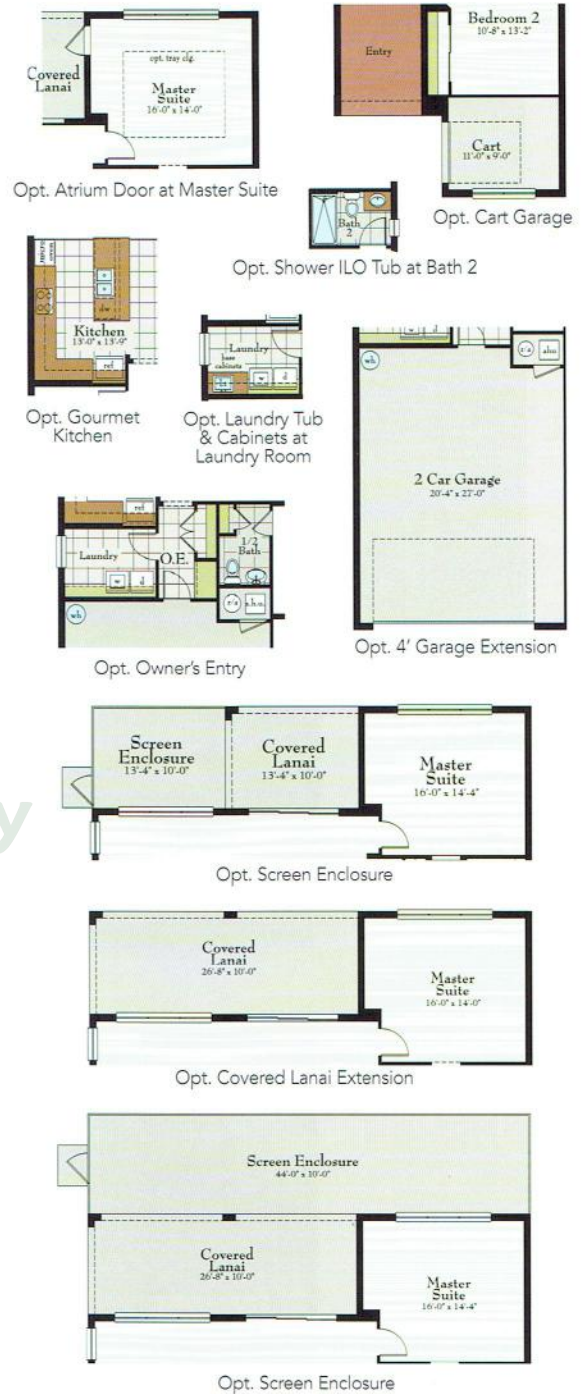 Covered
Lanai
opt. tray clg.
Master
Suite
16'-0" x 14'-0"
Opt. Atrium Door at Master Suite
Entry
Bedroom 2
10'-8" x 13'-2"
Cart
11'-0" x 9'-0"
Opt. Cart Garage
Bath
2
Opt. Shower ILO Tub at Bath 2
dw
Kitchen
13'-0" x 13'-9"
ref
Opt. Gourmet
Kitchen
Laundry
base
cabinets
w
d
Opt. Laundry Tub
& Cabinets at
Laundry Room
wh
c/a
ahu
2 Car Garage
20'-4" x 27'-0"
Opt. 4' Garage Extension
ref
Laundry
w
d
O.E.
1/2
Bath
wh
c/a
a.h.u.
Opt. Owner's Entry
Screen
Enclosure
13'-4" x 10'-0"
Covered
Lanai
13'-4" x 10'-0"
Master
Suite
16'-0" x 14'-4"
y
Opt. Screen Enclosure
Covered
Lanai
26'-8" x 10'-0"
Master
Suite
16'-0" x 14'-0"
Opt. Covered Lanai Extension
Screen Enclosure
44'-0" x 10'-0"
Covered
Lanai
26'-8" x 10'-0"
Master
Suite
16'-0" x 14'-4"
Opt. Screen Enclosure